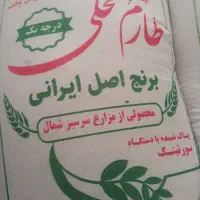 درجه یک
طارم محلی
برنج اصل ایرانی
محصولی از مزارع سرسبز شمال
پاک شده با دستگاه
سورتینگ